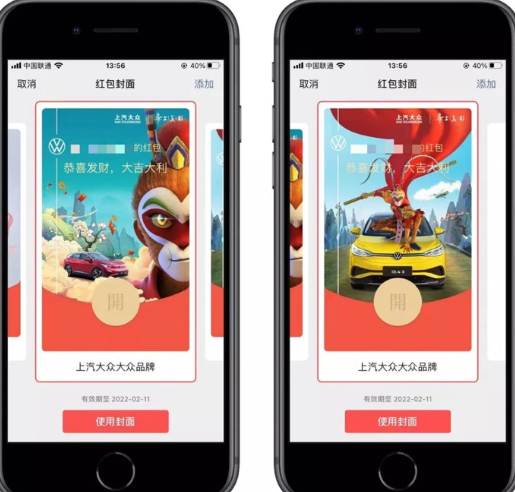 中国联通
13:56
40%
取消
红包封面
添加
上汽大众
的红包
恭喜发财，大吉大利
開
上汽大众大众品牌
有效期至 2022-02-11
使用封面
中国联通
13:56
40%
取消
红包封面
添加
上汽大众
的红包
恭喜发财，大吉大利
ID.4 X
開
上汽大众大众品牌
有效期至 2022-02-11
使用封面